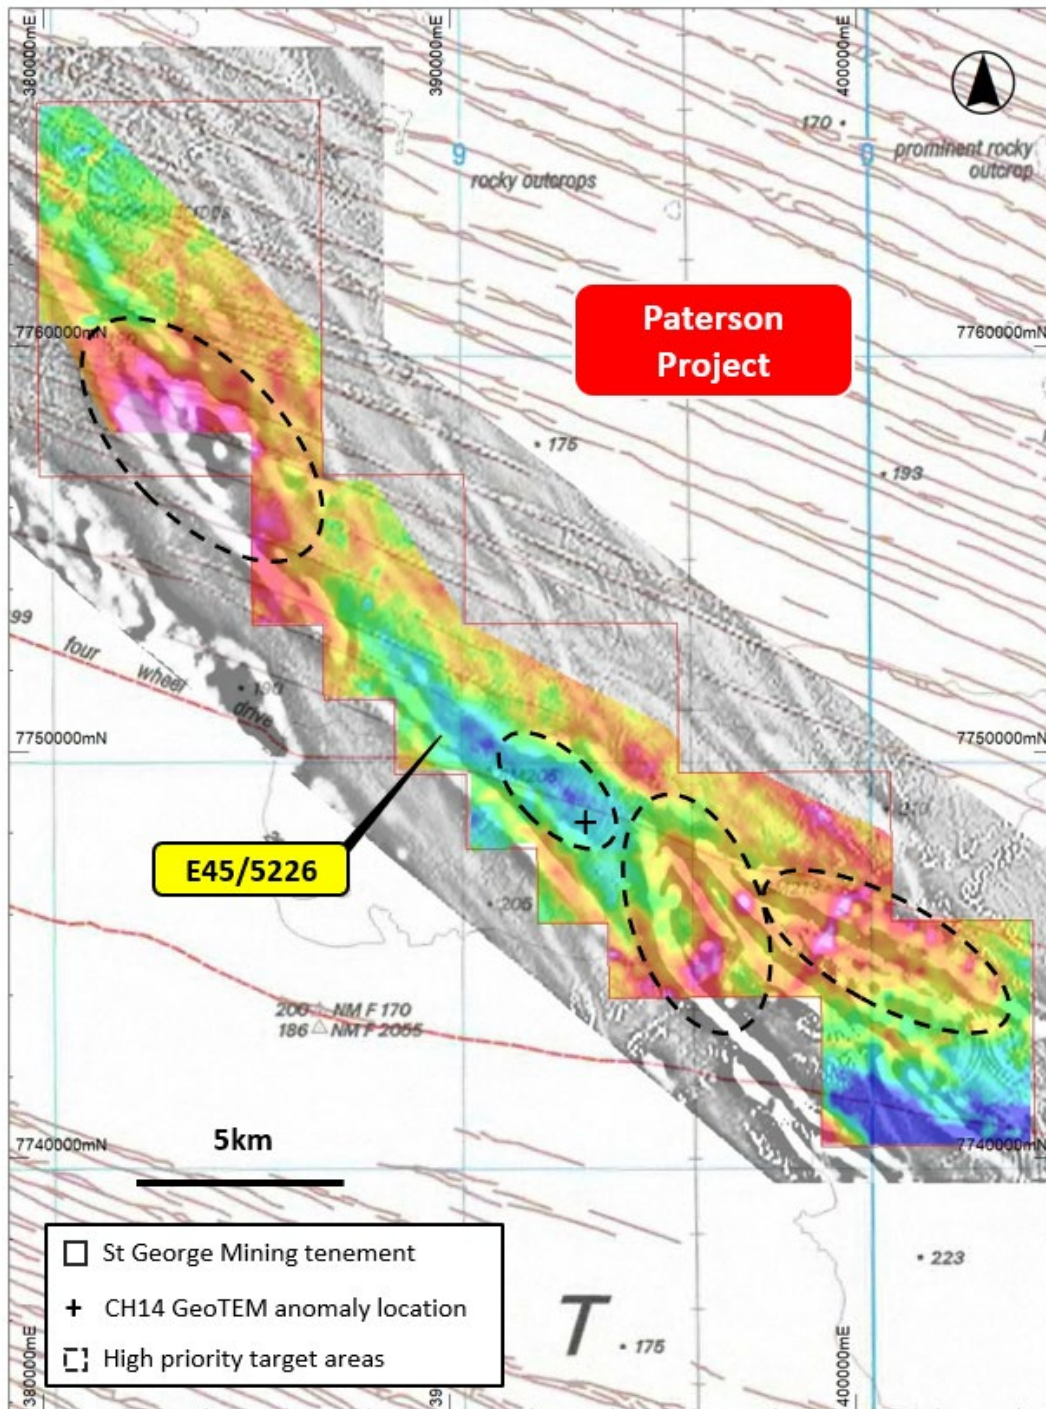 380000mE
390000mE
400000mE
170
prominent rocky
outcrop
9
rocky outcrops
Paterson
Project
7760000mN
7760000mN
175
193
99
four wheel drive
190
7750000mN
7750000mN
E45/5226
205
200 NM F 170
186 NM F 2055
5km
7740000mN
7740000mN
St George Mining tenement
CH14 GeoTEM anomaly location
High priority target areas
T
223
175
380000mE
39
400000mE